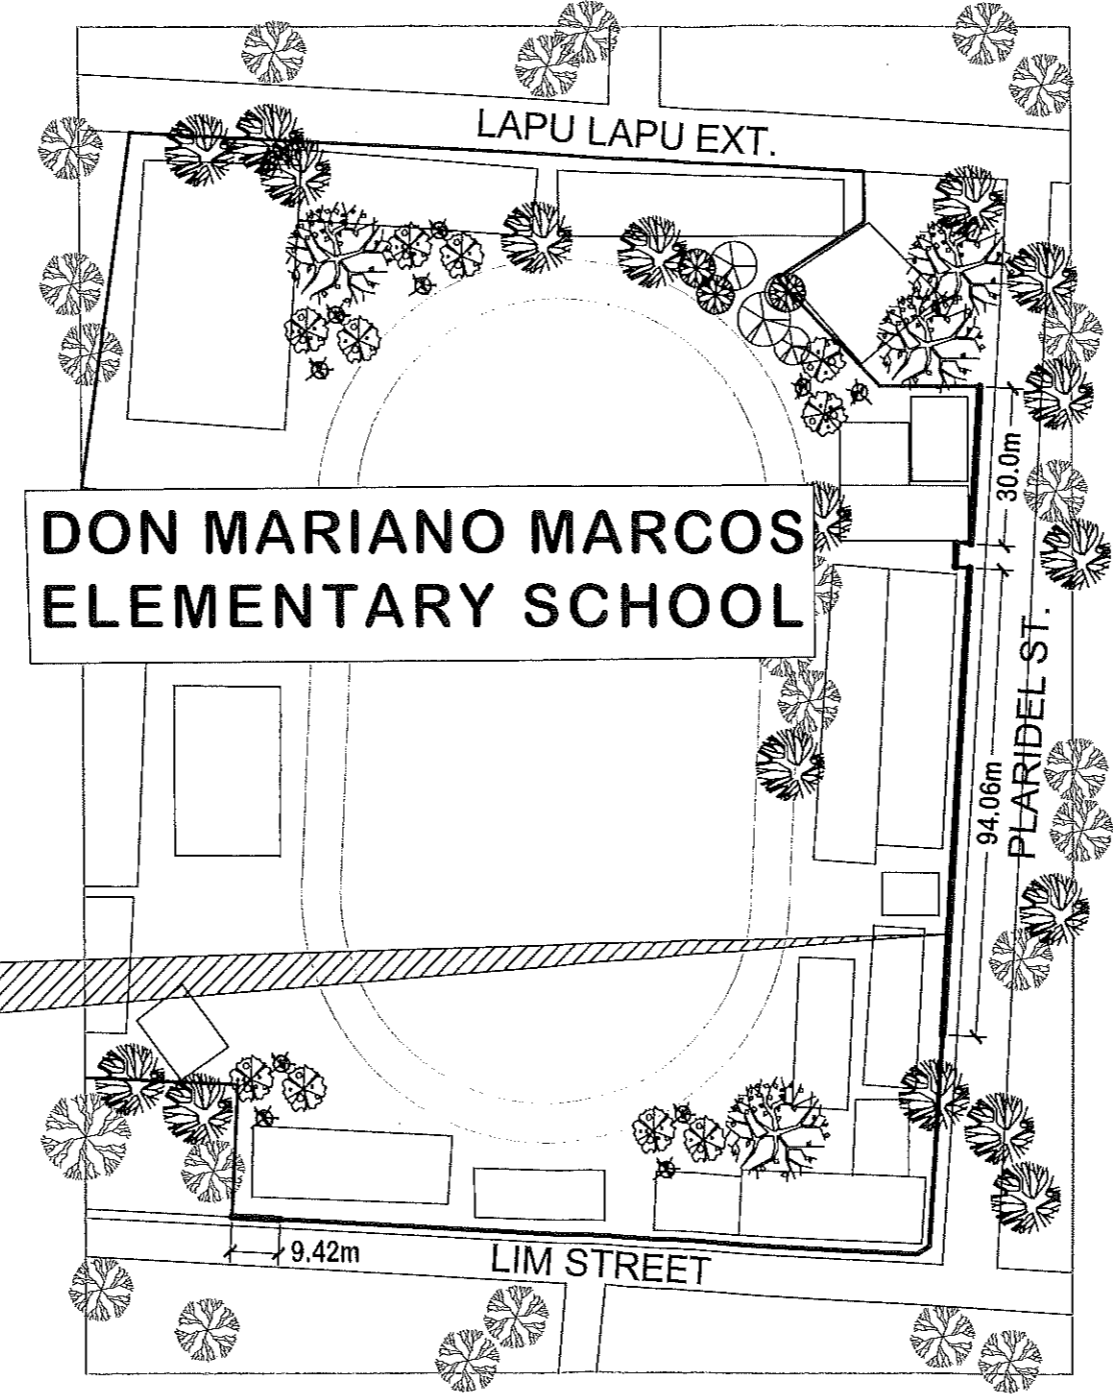 LAPU LAPU EXT.
30.0m
DON MARIANO MARCOS
ELEMENTARY SCHOOL
PLARIDEL ST.
94.06m
9.42m
LIM STREET